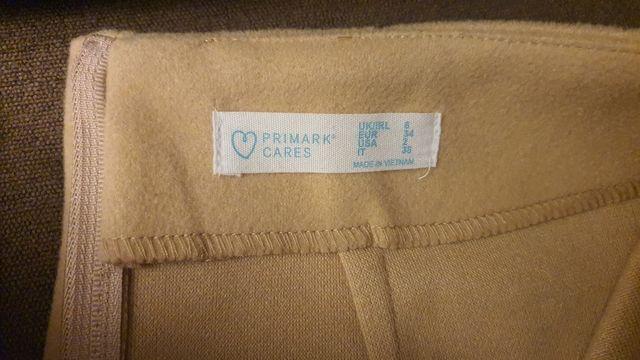 PRIMARK®
CARES
UK/IRL 6
EUR 34
USA 2
IT 38
MADE IN VIETNAM